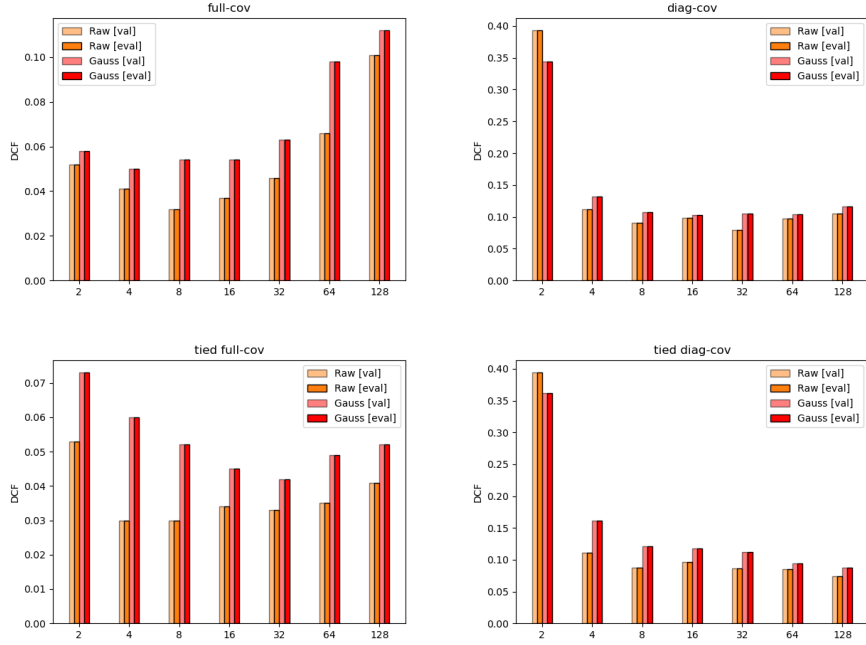 full-cov
DCF
0.10
0.08
0.06
0.04
0.02
0.00
Raw [val]
Raw [eval]
Gauss [val]
Gauss [eval]
2 4 8 16 32 64 128
diag-cov
DCF
0.40
0.35
0.30
0.25
0.20
0.15
0.10
0.05
0.00
Raw [val]
Raw [eval]
Gauss [val]
Gauss [eval]
2 4 8 16 32 64 128
tied full-cov
DCF
0.07
0.06
0.05
0.04
0.03
0.02
0.01
0.00
Raw [val]
Raw [eval]
Gauss [val]
Gauss [eval]
2 4 8 16 32 64 128
tied diag-cov
DCF
0.40
0.35
0.30
0.25
0.20
0.15
0.10
0.05
0.00
Raw [val]
Raw [eval]
Gauss [val]
Gauss [eval]
2 4 8 16 32 64 128